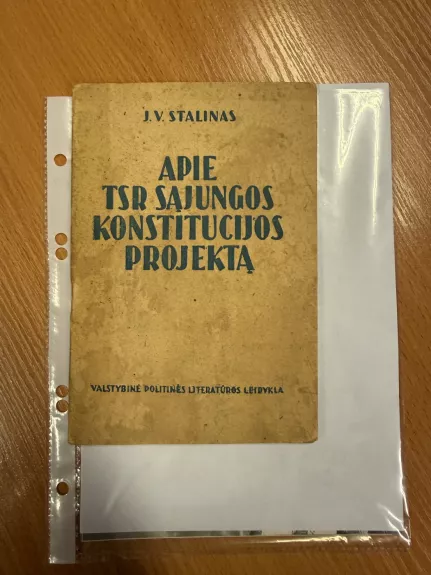 J. V. STALINAS
APIE
TSR SĄJUNGOS
KONSTITUCIJOS
PROJEKTĄ
VALSTYBINĖ POLITINĖS LITERATŪROS LEIDYKLA